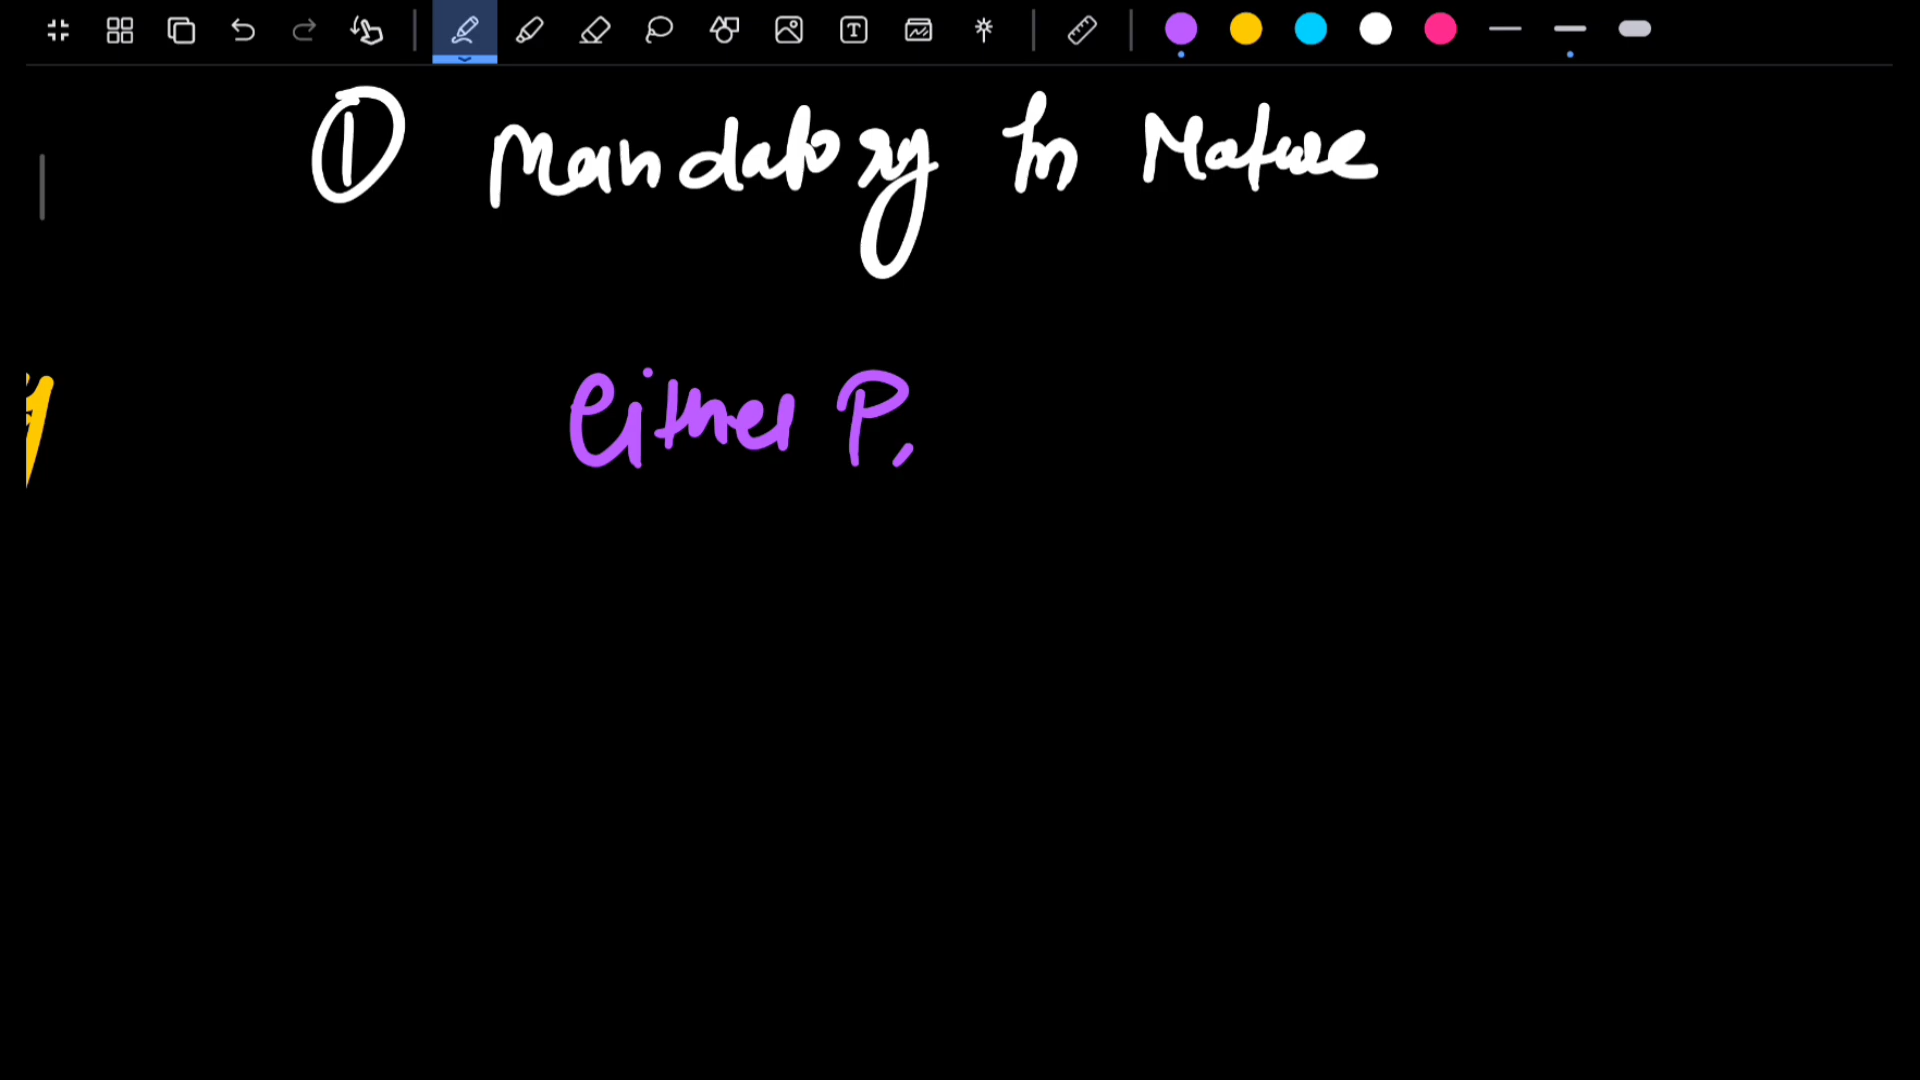 ① Mandatory In Nature
either P,